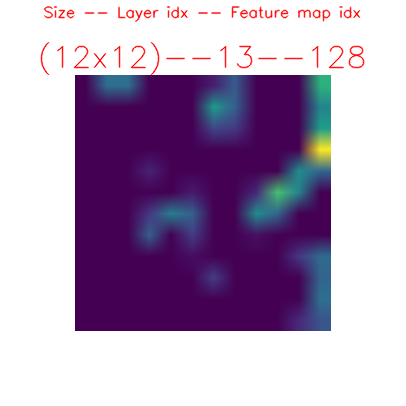 Size -- Layer idx -- Feature map idx
(12x12)--13--128